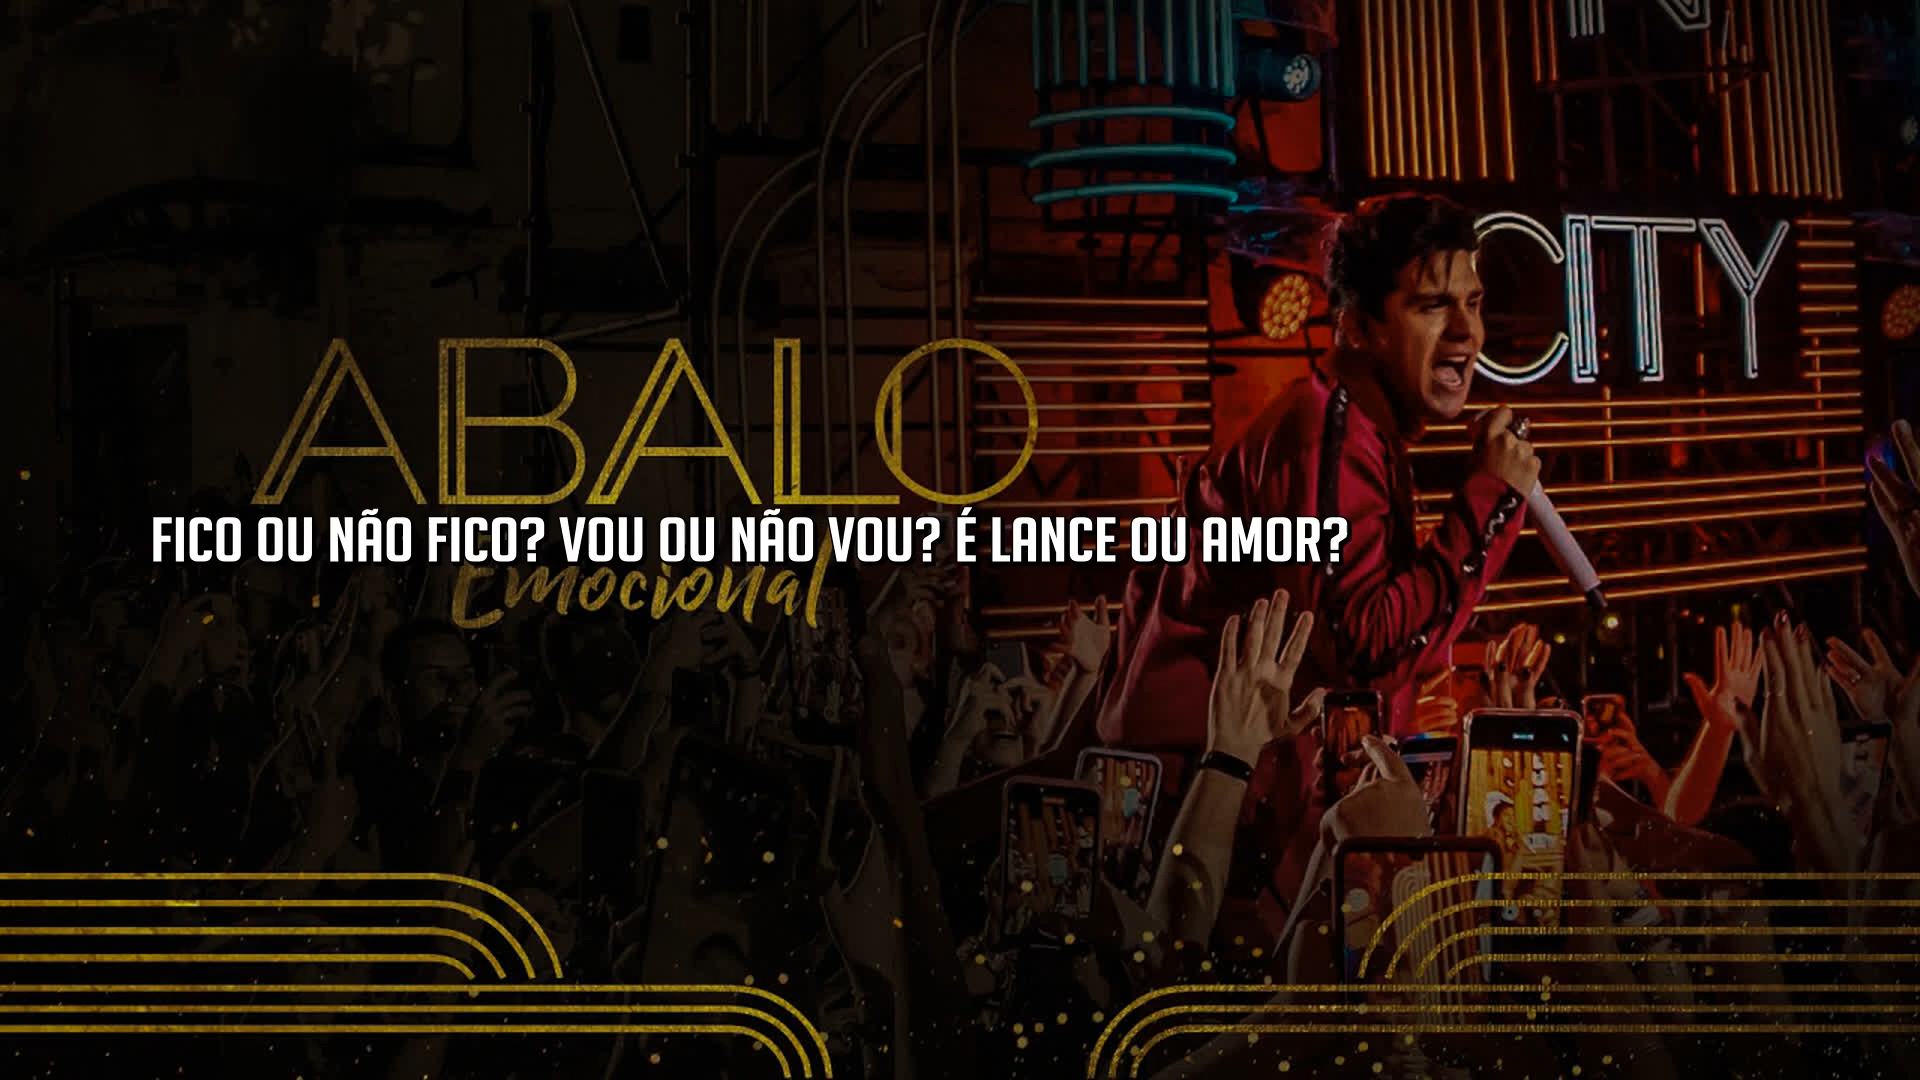 CITY
ABALO
FICO OU NÃO FICO? VOU OU NÃO VOU? É LANCE OU AMOR?
Emocional